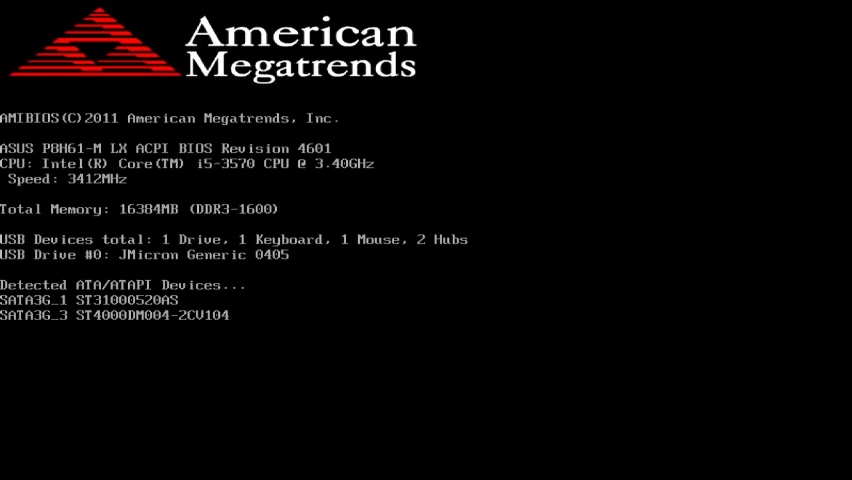 American
Megatrends
AMIBIOS(C)2011 American Megatrends, Inc.
ASUS P8H61-M LX ACPI BIOS Revision 4601
CPU: Intel(R) Core(TM) i5-3570 CPU @ 3.40GHz
Speed: 3412MHz
Total Memory: 16384MB (DDR3-1600)
USB Devices total: 1 Drive, 1 Keyboard, 1 Mouse, 2 Hubs
USB Drive #0: JMicron Generic 0405
Detected ATA/ATAPI Devices...
SATA3G_1 ST31000520AS
SATA3G_3 ST4000DM004-2CV104